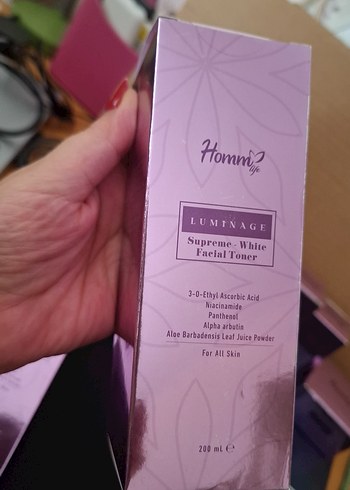 Homm
life
LUMINAGE
Supreme - White
Facial Toner
3-O-Ethyl Ascorbic Acid
Niacinamide
Panthenol
Alpha arbutin
Aloe Barbadensis Leaf Juice Powder
For All Skin
200 mL ℮